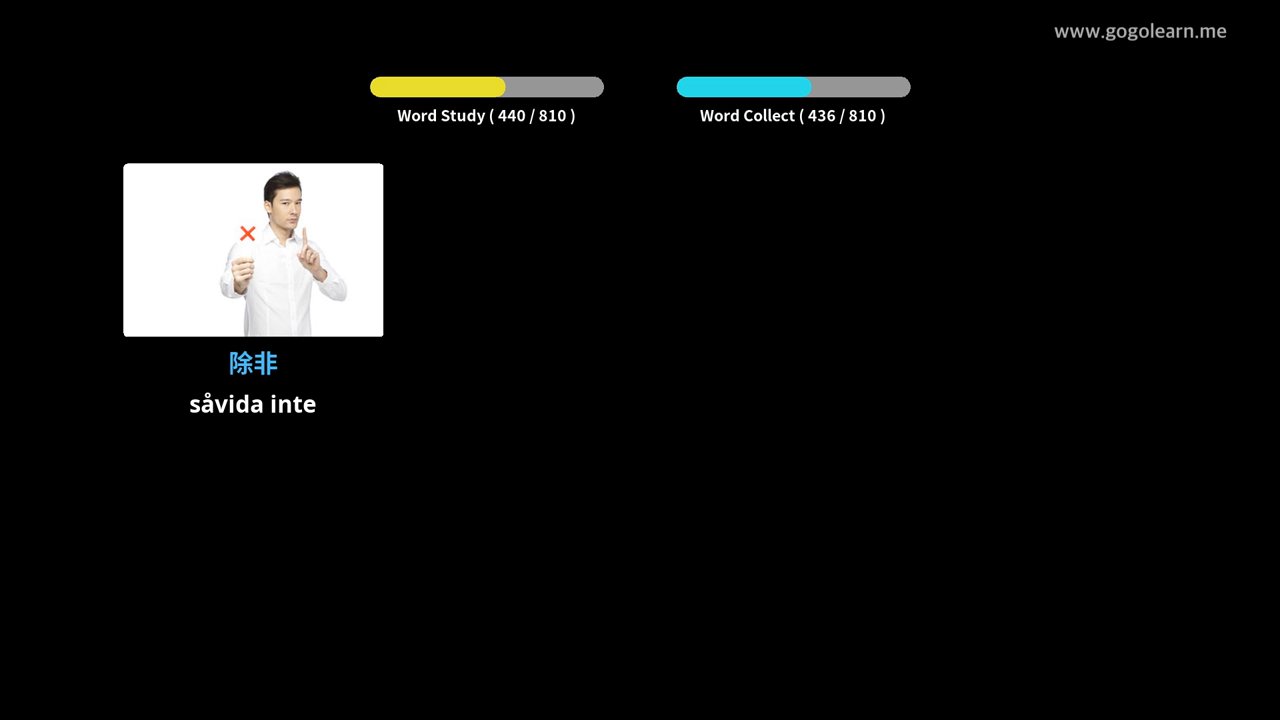 www.gogolearn.me
Word Study ( 440 / 810 )
Word Collect ( 436 / 810 )
除非
såvida inte